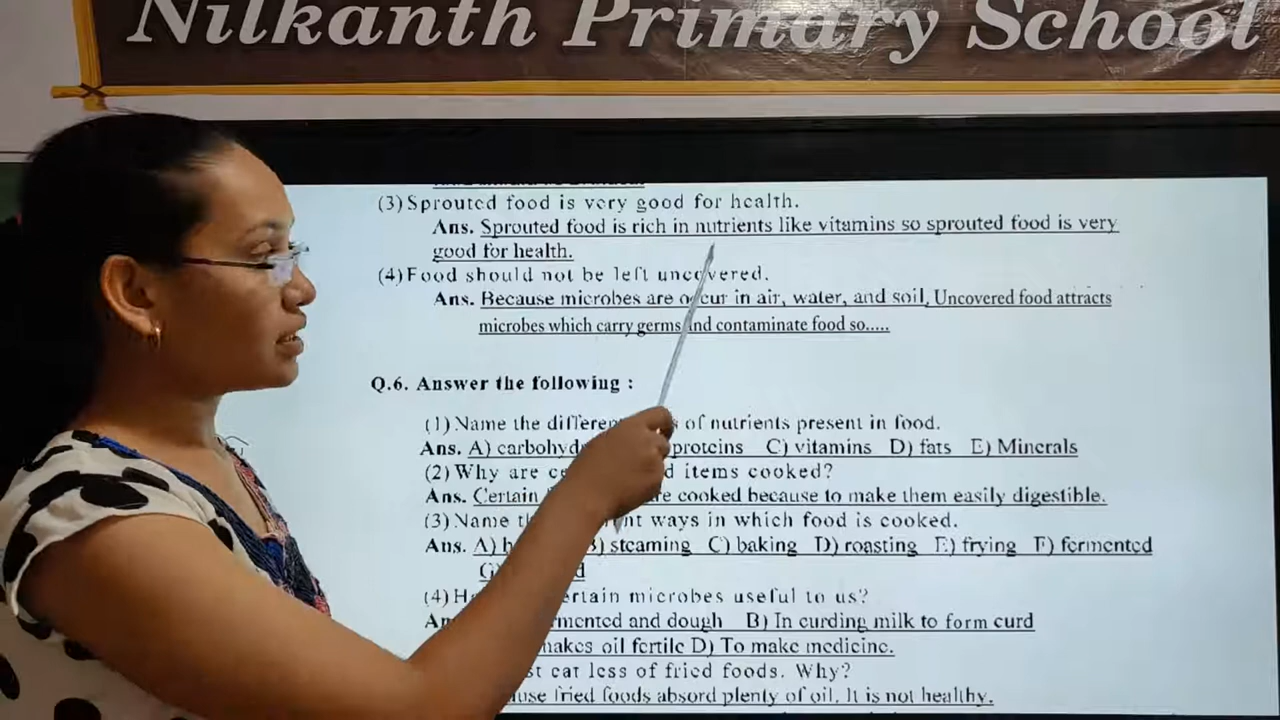 Nilkanth Primary School
(3) Sprouted food is very good for health.
Ans. Sprouted food is rich in nutrients like vitamins so sprouted food is very
good for health.
(4) Food should not be left uncovered.
Ans. Because microbes are occur in air, water, and soil, Uncovered food attracts
microbes which carry germs and contaminate food so.....
Q.6. Answer the following :
(1) Name the of nutrients present in food.
Ans. A) proteins C) vitamins D) fats E) Minerals
(2) Why are items cooked?
Ans. Certain are cooked because to make them easily digestible.
(3) Name ways in which food is cooked.
Ans. A) B) steaming C) baking D) roasting E) frying F) fermented
(4) certain microbes useful to us?
and dough B) In curding milk to form curd
makes oil fertile D) To make medicine.
eat less of fried foods. Why?
fried foods absord plenty of oil. It is not healthy.